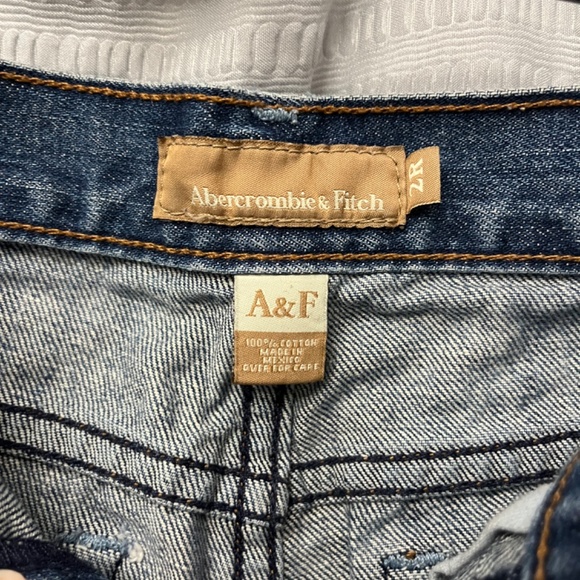 Abercrombie & Fitch
2R
A&F
100% COTTON
MADE IN
MEXICO
OVER FOR CARE